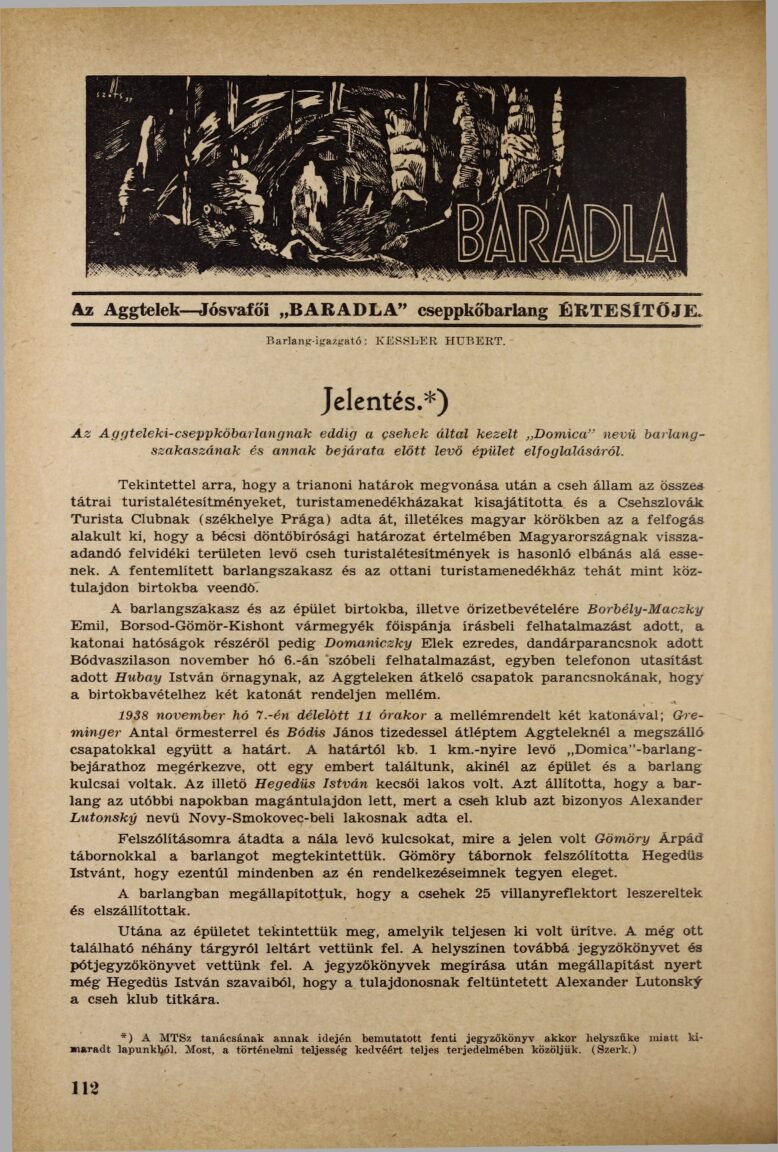 SZŐTS 37
BARADLA
Az Aggtelek—Jósvafői „BARADLA” cseppkőbarlang ÉRTESÍTŐJE.
Barlang-igazgató: KESSLER HUBERT.
Jelentés.*)
Az Aggteleki-cseppkőbarlangnak eddig a csehek által kezelt „Domica” nevű barlang-
szakaszának és annak bejárata előtt levő épület elfoglalásáról.
Tekintettel arra, hogy a trianoni határok megvonása után a cseh állam az összes
tátrai turistalétesítményeket, turistamenedékházakat kisajátította és a Csehszlovák
Turista Clubnak (székhelye Prága) adta át, illetékes magyar körökben az a felfogás
alakult ki, hogy a bécsi döntőbírósági határozat értelmében Magyarországnak vissza-
adandó felvidéki területen levő cseh turistalétesítmények is hasonló elbánás alá esse-
nek. A fentemlített barlangszakasz és az ottani turistamenedékház tehát mint köz-
tulajdon birtokba veendő.
A barlangszakasz és az épület birtokba, illetve őrizetbevételére Borbély-Maczky
Emil, Borsod-Gömör-Kishont vármegyék főispánja írásbeli felhatalmazást adott, a
katonai hatóságok részéről pedig Domaniczky Elek ezredes, dandárparancsnok adott
Bódvaszilason november hó 6.-án szóbeli felhatalmazást, egyben telefonon utasítást
adott Hubay István őrnagynak, az Aggteleken átkelő csapatok parancsnokának, hogy
a birtokbavételhez két katonát rendeljen mellém.
1938 november hó 7.-én délelőtt 11 órakor a mellémrendelt két katonával; Gre-
minger Antal őrmesterrel és Bódis János tizedessel átléptem Aggteleknél a megszálló
csapatokkal együtt a határt. A határtól kb. 1 km.-nyire levő „Domica”-barlang-
bejárathoz megérkezve, ott egy embert találtunk, akinél az épület és a barlang
kulcsai voltak. Az illető Hegedüs István kecsői lakos volt. Azt állította, hogy a bar-
lang az utóbbi napokban magántulajdon lett, mert a cseh klub azt bizonyos Alexander
Lutonský nevű Novy-Smokovec-beli lakosnak adta el.
Felszólításomra átadta a nála levő kulcsokat, mire a jelen volt Gömöry Árpád
tábornokkal a barlangot megtekintettük. Gömöry tábornok felszólította Hegedüs
Istvánt, hogy ezentúl mindenben az én rendelkezéseimnek tegyen eleget.
A barlangban megállapítottuk, hogy a csehek 25 villanyreflektort leszereltek
és elszállítottak.
Utána az épületet tekintettük meg, amelyik teljesen ki volt ürítve. A még ott
található néhány tárgyról leltárt vettünk fel. A helyszínen továbbá jegyzőkönyvet és
pótjegyzőkönyvet vettünk fel. A jegyzőkönyvek megírása után megállapítást nyert
még Hegedüs István szavaiból, hogy a tulajdonosnak feltüntetett Alexander Lutonský
a cseh klub titkára.
*) A MTSz tanácsának annak idején bemutatott fenti jegyzőkönyv akkor helyszűke miatt ki-
maradt lapunkból. Most, a történelmi teljesség kedvéért teljes terjedelmében közöljük. (Szerk.)
112